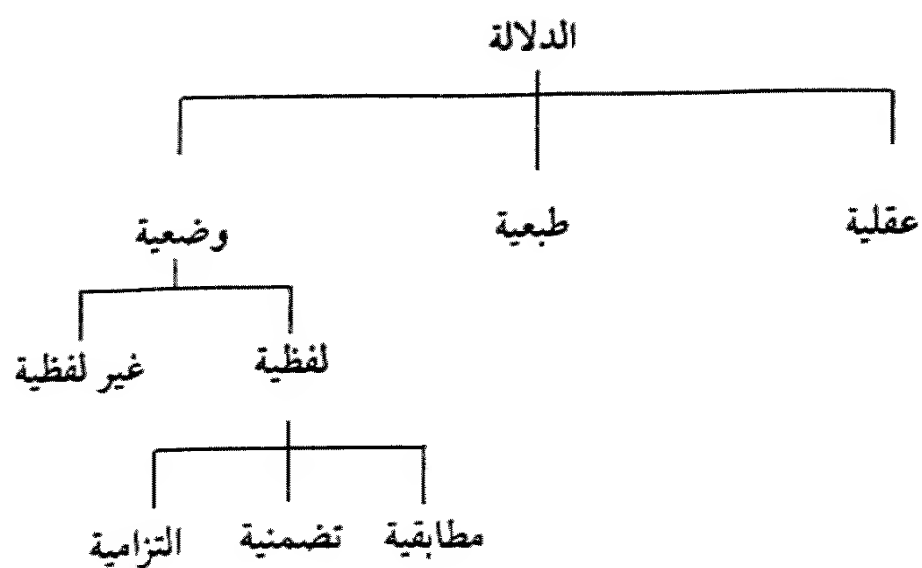 الدلالة
عقلية طبعية وضعية
لفظية غير لفظية
مطابقية تضمنية التزامية